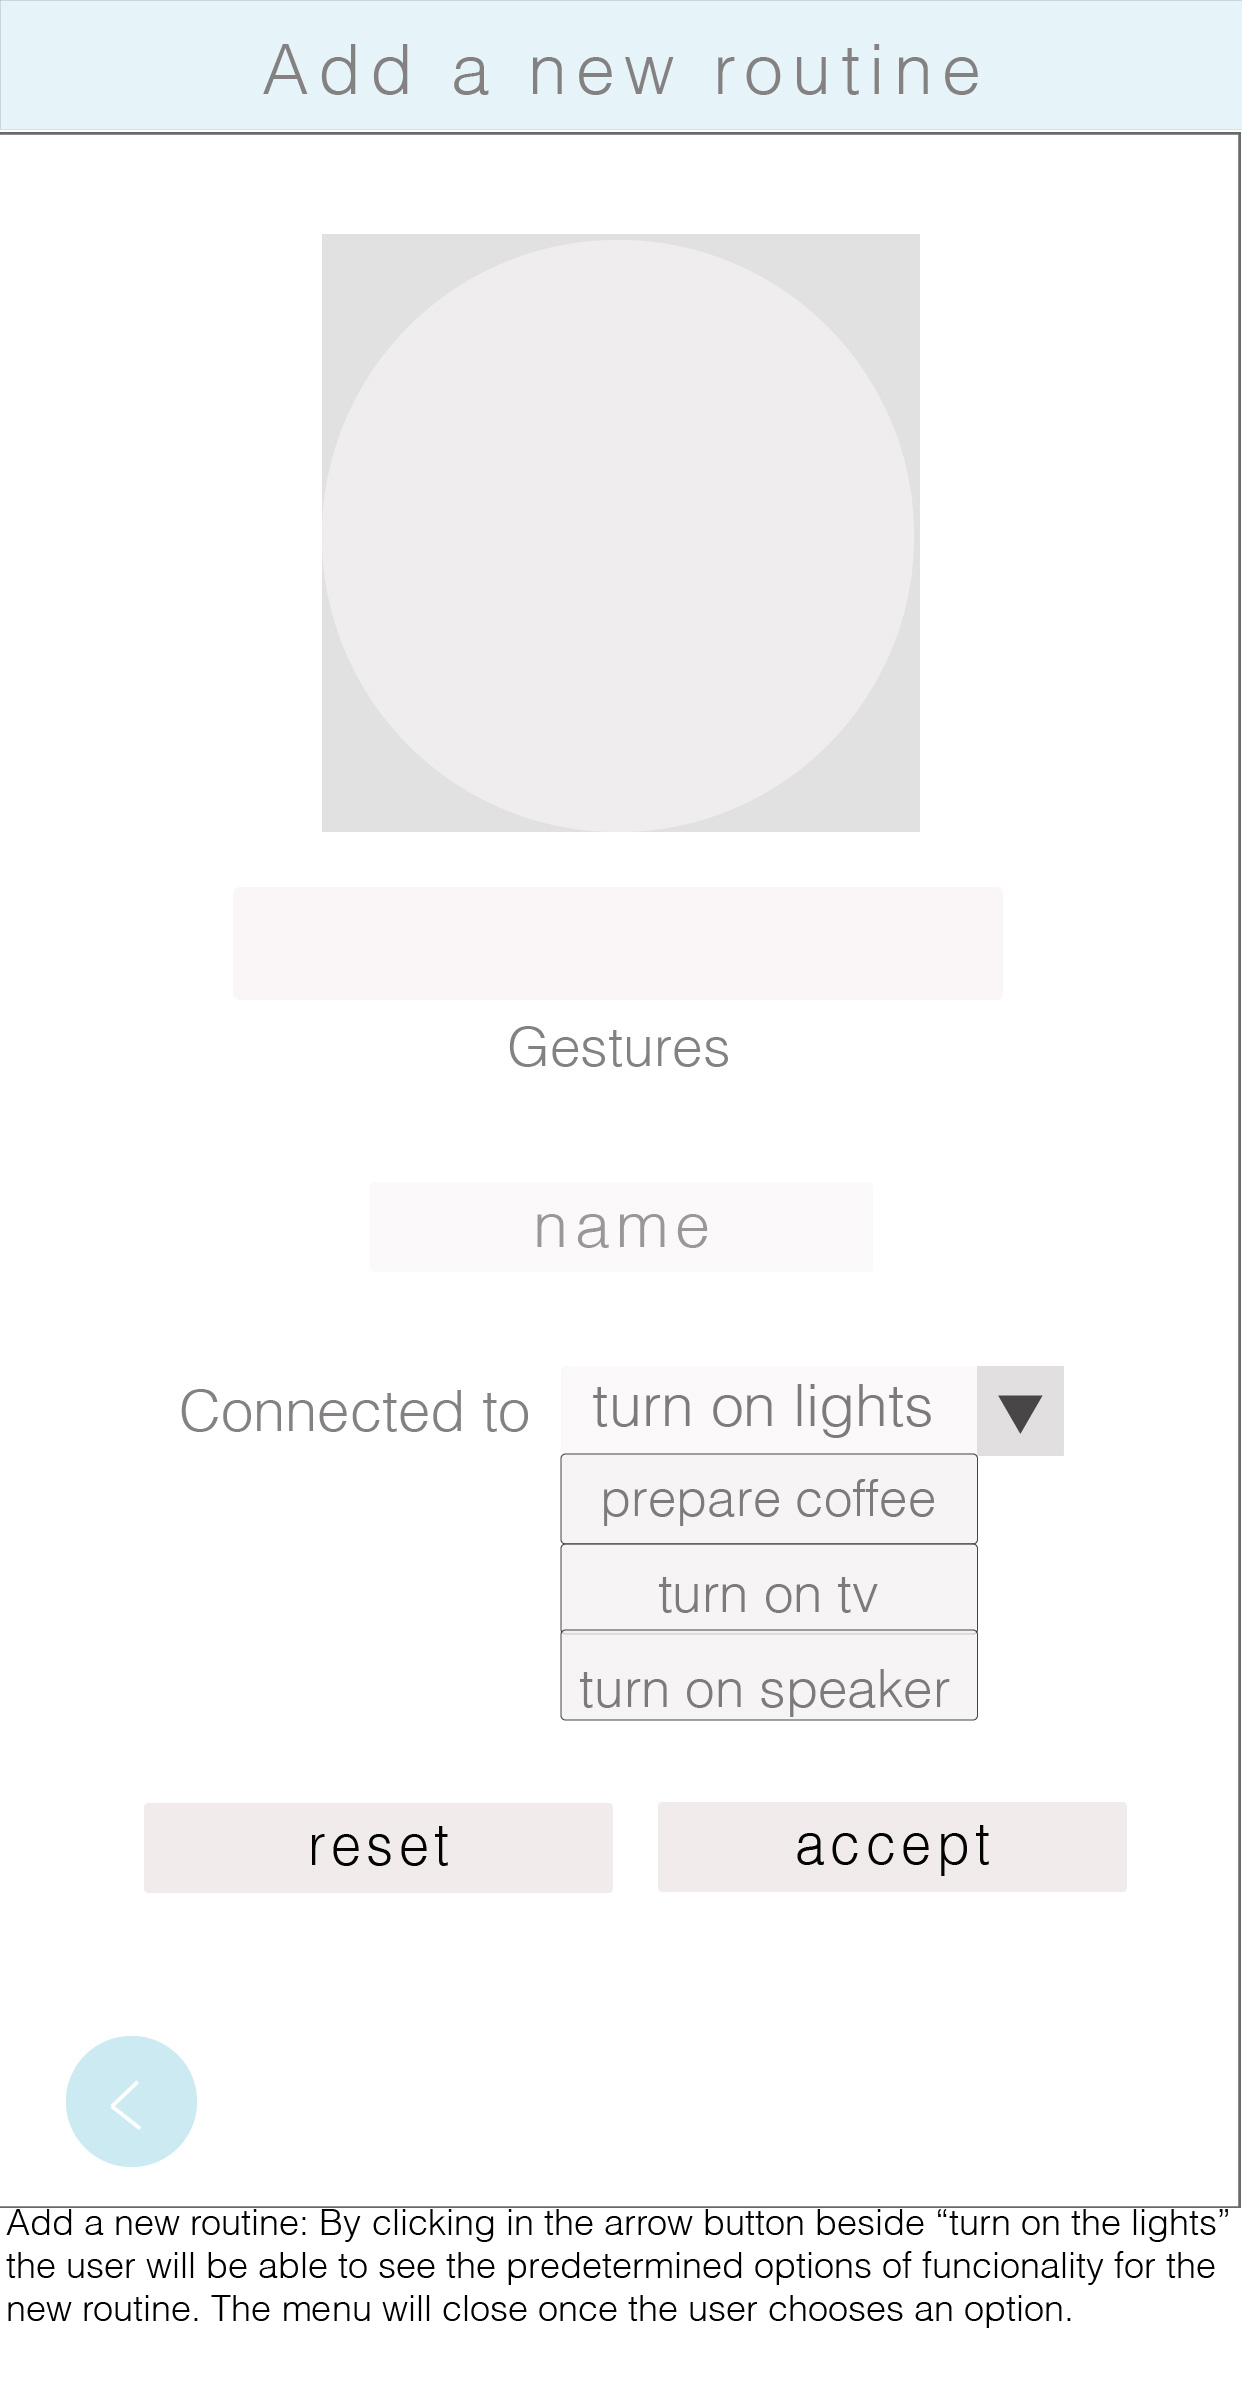 Add a new routine
Gestures
name
Connected to turn on lights
prepare coffee
turn on tv
turn on speaker
reset accept
Add a new routine: By clicking in the arrow button beside “turn on the lights”
the user will be able to see the predetermined options of funcionality for the
new routine. The menu will close once the user chooses an option.